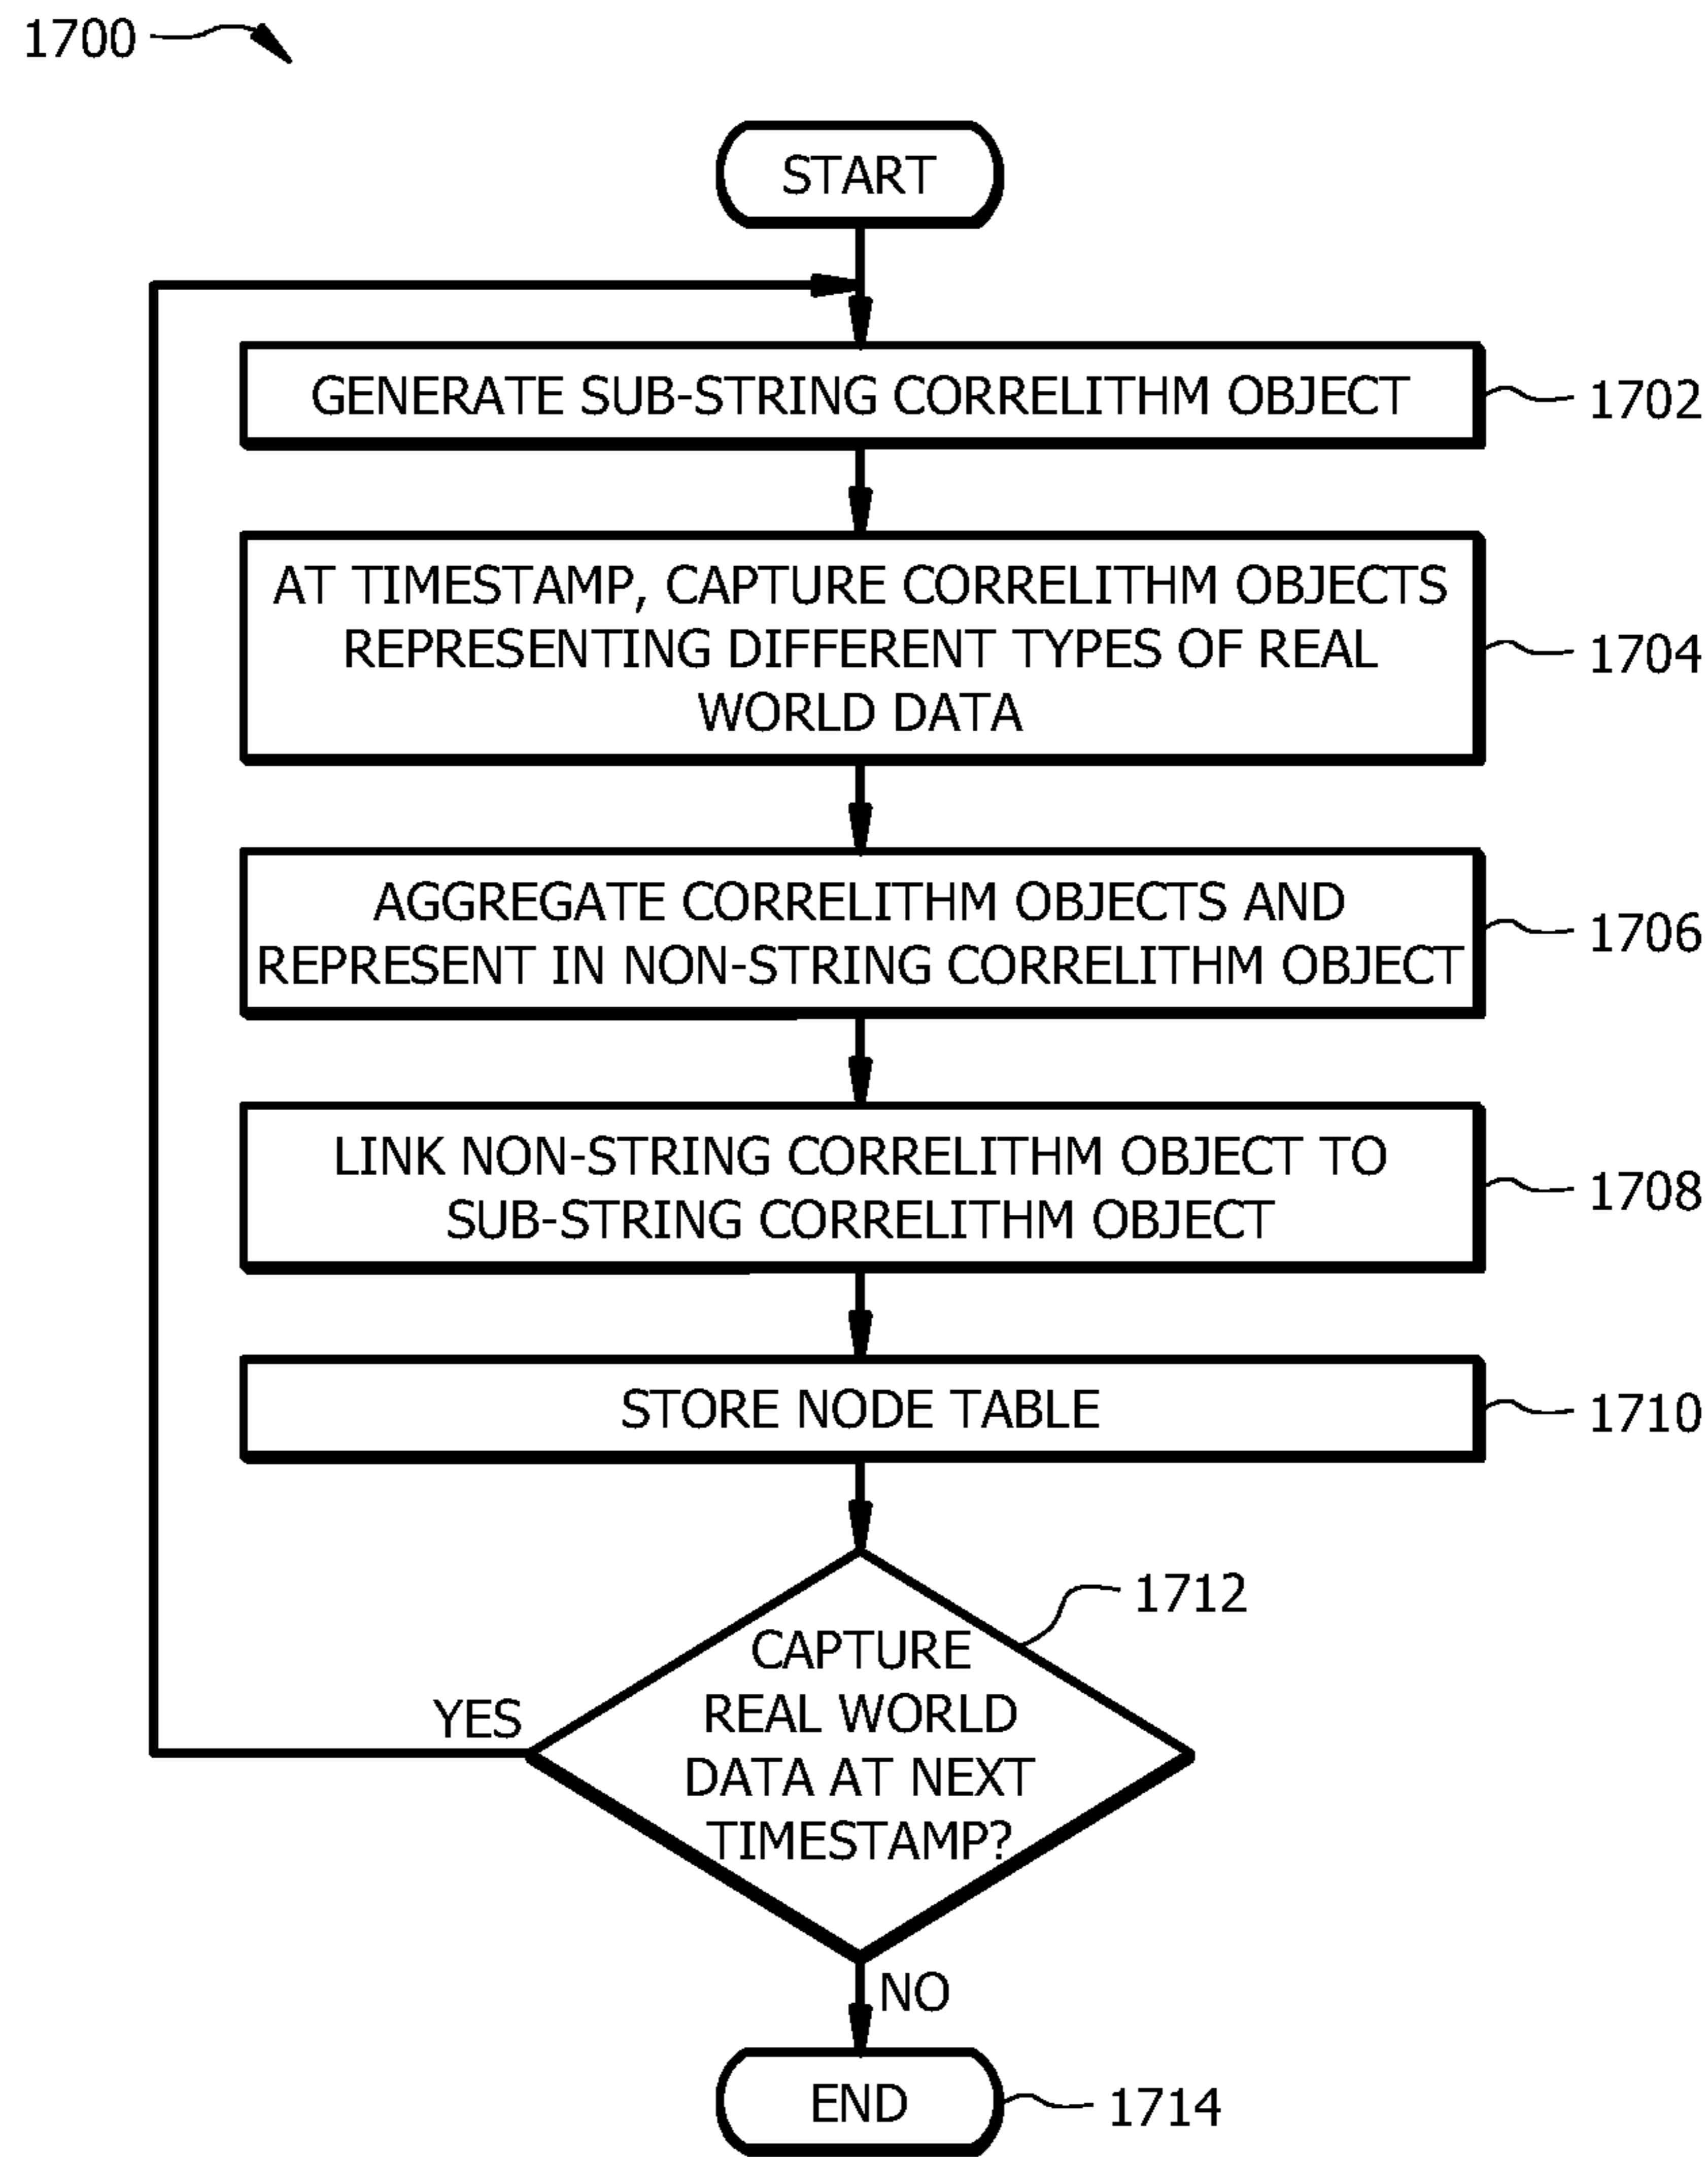 1700
START
GENERATE SUB-STRING CORRELITHM OBJECT
1702
AT TIMESTAMP, CAPTURE CORRELITHM OBJECTS
REPRESENTING DIFFERENT TYPES OF REAL
WORLD DATA
1704
AGGREGATE CORRELITHM OBJECTS AND
REPRESENT IN NON-STRING CORRELITHM OBJECT
1706
LINK NON-STRING CORRELITHM OBJECT TO
SUB-STRING CORRELITHM OBJECT
1708
STORE NODE TABLE
1710
1712
CAPTURE
REAL WORLD
DATA AT NEXT
TIMESTAMP?
YES
NO
END
1714